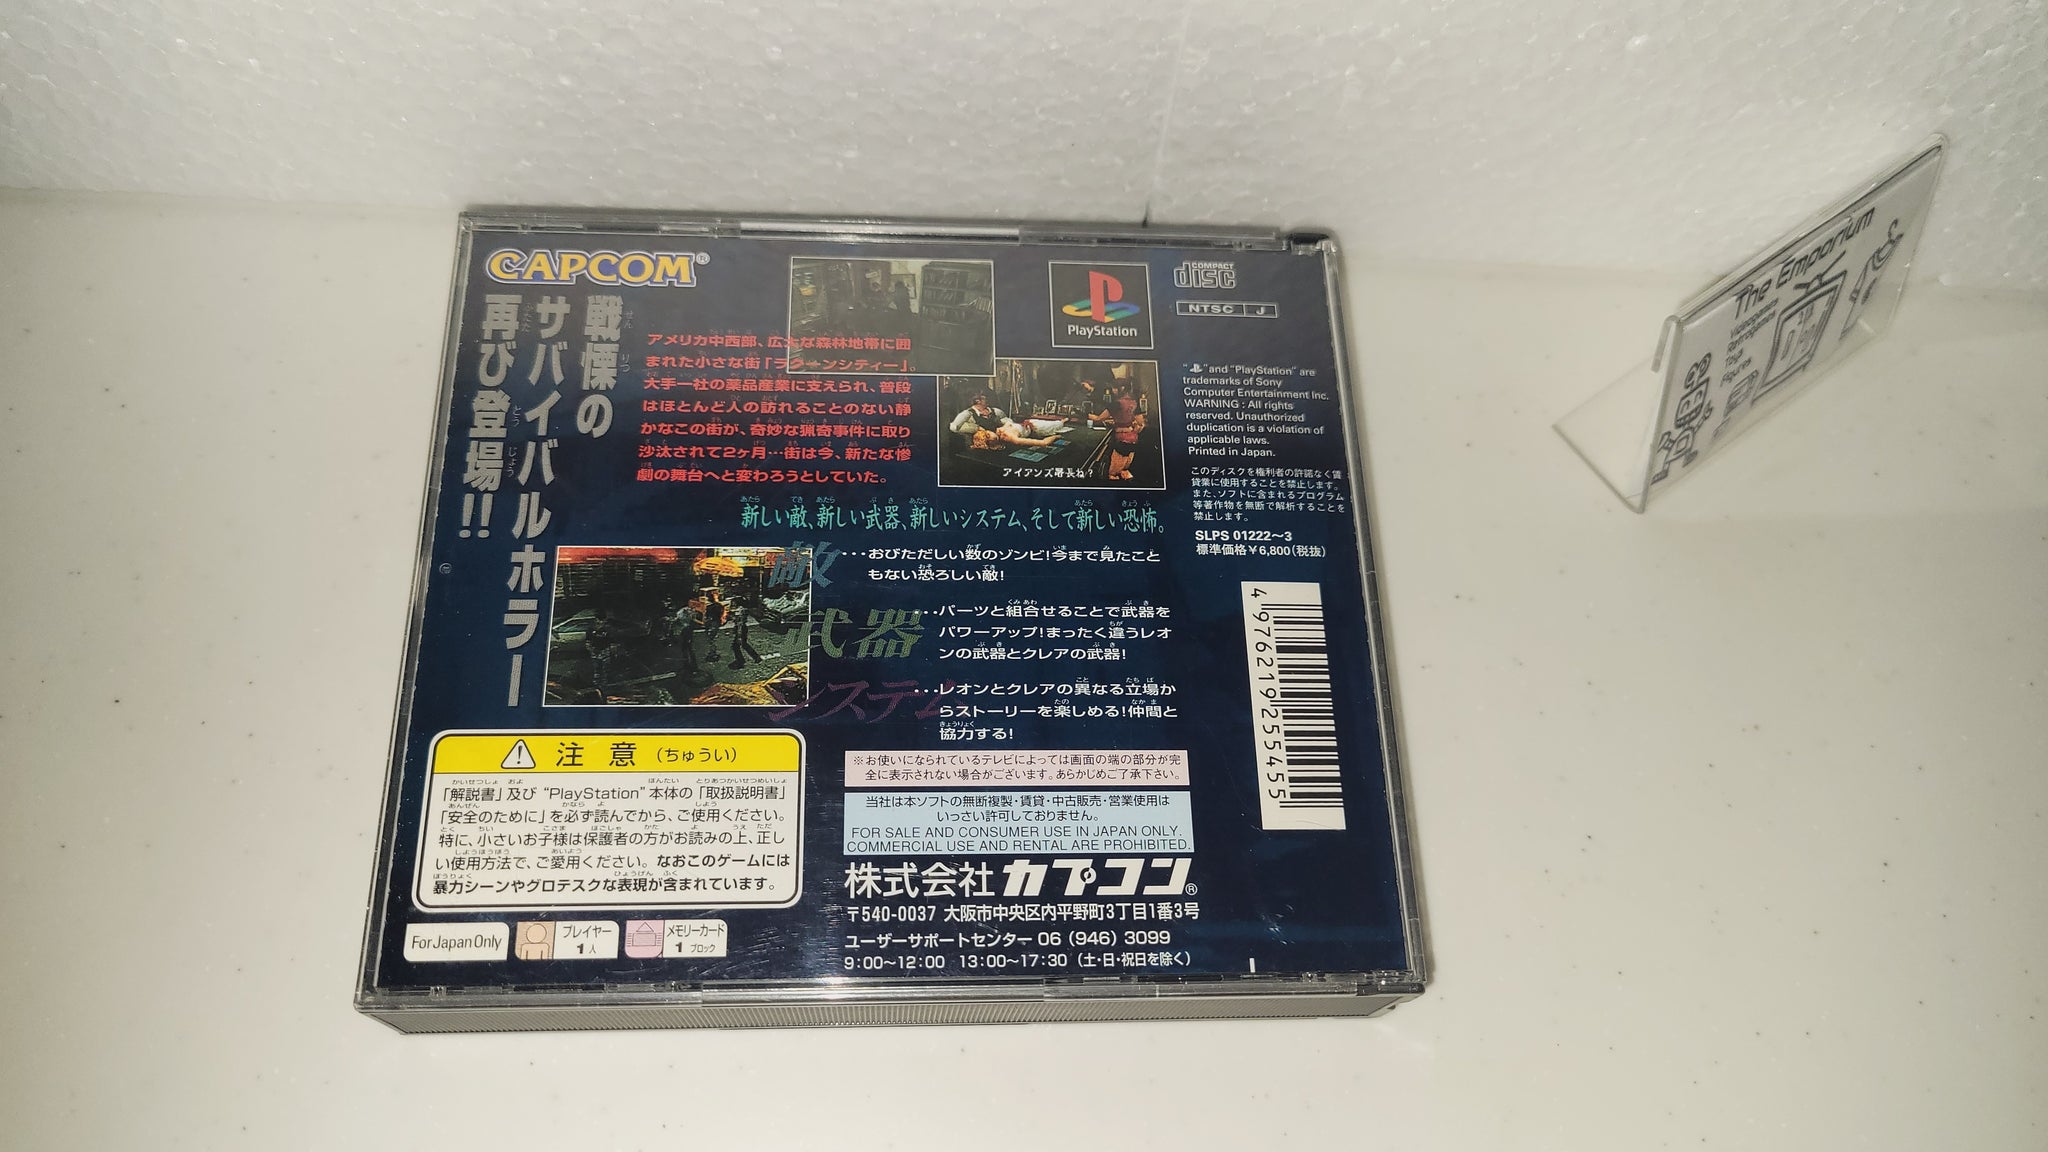 CAPCOM®
戦慄の
サバイバルホラー
再び登場!!
アメリカ中西部、広大な森林地帯に囲
まれた小さな街「ラクーンシティー」。
大手一社の薬品産業に支えられ、普段
はほとんど人の訪れることのない静
かなこの街が、奇妙な猟奇事件に取り
沙汰されて2ヶ月…街は今、新たな惨
劇の舞台へと変わろうとしていた。
アイアンズ署長ね?
PlayStation
COMPACT
disc
NTSC J
"PS" and "PlayStation" are
trademarks of Sony
Computer Entertainment Inc.
WARNING : All rights
reserved. Unauthorized
duplication is a violation of
applicable laws.
Printed in Japan.
このディスクを権利者の許諾なく賃
貸業に使用することを禁止します。
また、ソフトに含まれるプログラム
等著作物を無断で解析することを
禁止します。
SLPS 01222〜3
標準価格¥6,800(税抜)
新しい敵、新しい武器、新しいシステム、そして新しい恐怖。
敵
…おびただしい数のゾンビ!今まで見たこと
もない恐ろしい敵!
武器
…パーツと組合せることで武器を
パワーアップ!まったく違うレオ
ンの武器とクレアの武器!
システム
…レオンとクレアの異なる立場か
らストーリーを楽しめる!仲間と
協力する!
4976219255455
注意(ちゅうい)
「解説書」及び"PlayStation"本体の「取扱説明書」
「安全のために」を必ず読んでから、ご使用ください。
特に、小さいお子様は保護者の方がお読みの上、正し
い使用方法で、ご愛用ください。なおこのゲームには
暴力シーンやグロテスクな表現が含まれています。
※お使いになられているテレビによっては画面の端の部分が完
全に表示されない場合がございます。あらかじめご了承下さい。
当社は本ソフトの無断複製・賃貸・中古販売・営業使用は
いっさい許可しておりません。
FOR SALE AND CONSUMER USE IN JAPAN ONLY.
COMMERCIAL USE AND RENTAL ARE PROHIBITED.
株式会社カプコン®
〒540-0037 大阪市中央区内平野町3丁目1番3号
ユーザーサポートセンター 06 (946) 3099
9:00〜12:00 13:00〜17:30 (土・日・祝日を除く)
For Japan Only
プレイヤー
1人
メモリーカード
1ブロック
The Emporium
Videogames
Retrogames
Toys
Figures